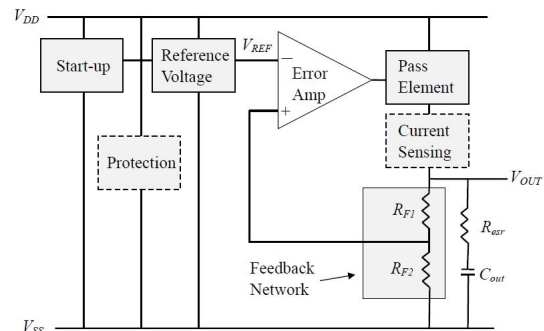 V_DD
Start-up
Reference
Voltage
V_REF
−
+
Error
Amp
Pass
Element
Protection
Current
Sensing
V_OUT
R_F1
R_F2
R_esr
C_out
Feedback
Network
V_SS